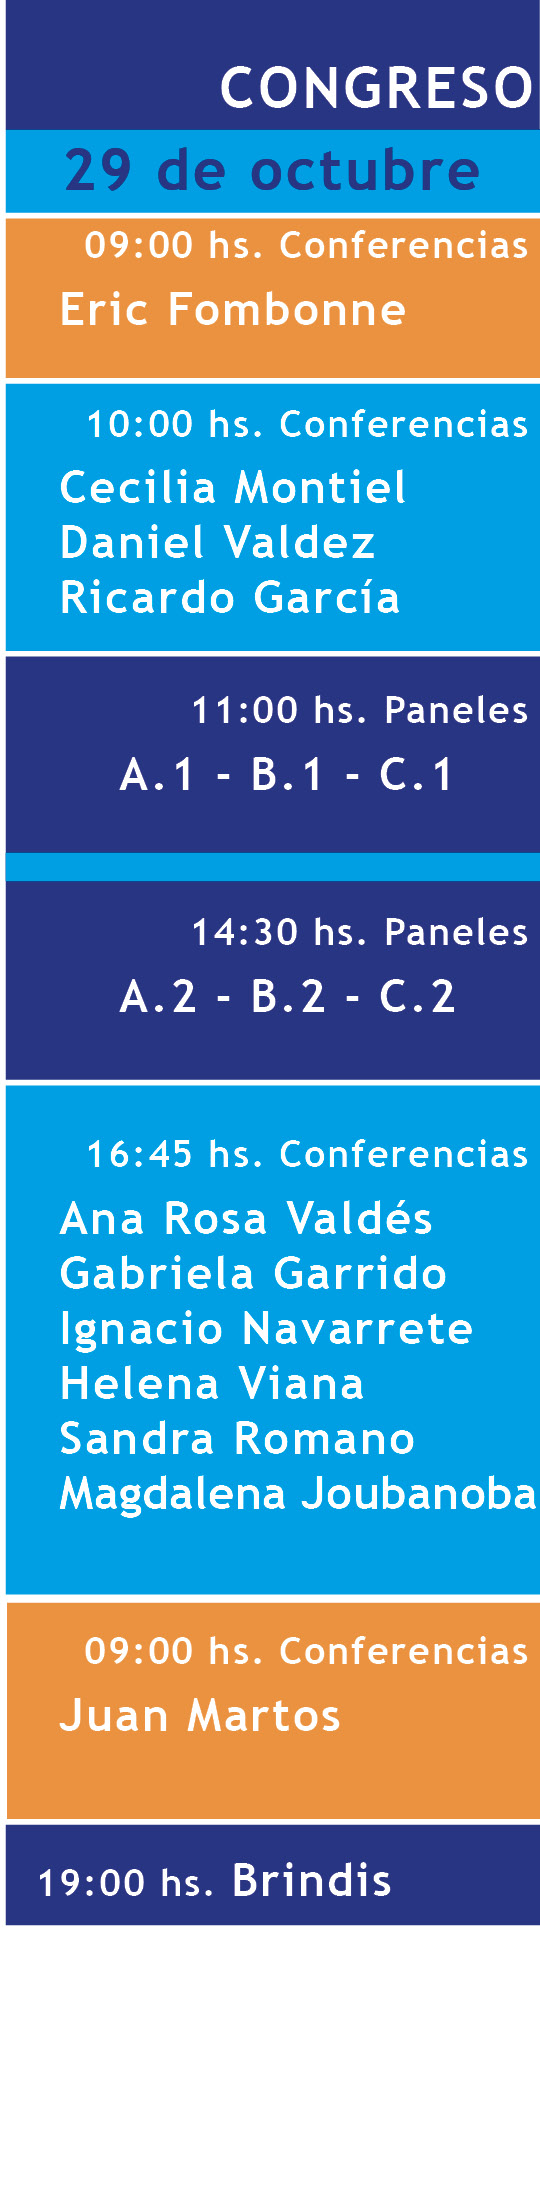 CONGRESO
29 de octubre
09:00 hs. Conferencias
Eric Fombonne
10:00 hs. Conferencias
Cecilia Montiel
Daniel Valdez
Ricardo García
11:00 hs. Paneles
A.1 - B.1 - C.1
14:30 hs. Paneles
A.2 - B.2 - C.2
16:45 hs. Conferencias
Ana Rosa Valdés
Gabriela Garrido
Ignacio Navarrete
Helena Viana
Sandra Romano
Magdalena Joubanoba
09:00 hs. Conferencias
Juan Martos
19:00 hs. Brindis